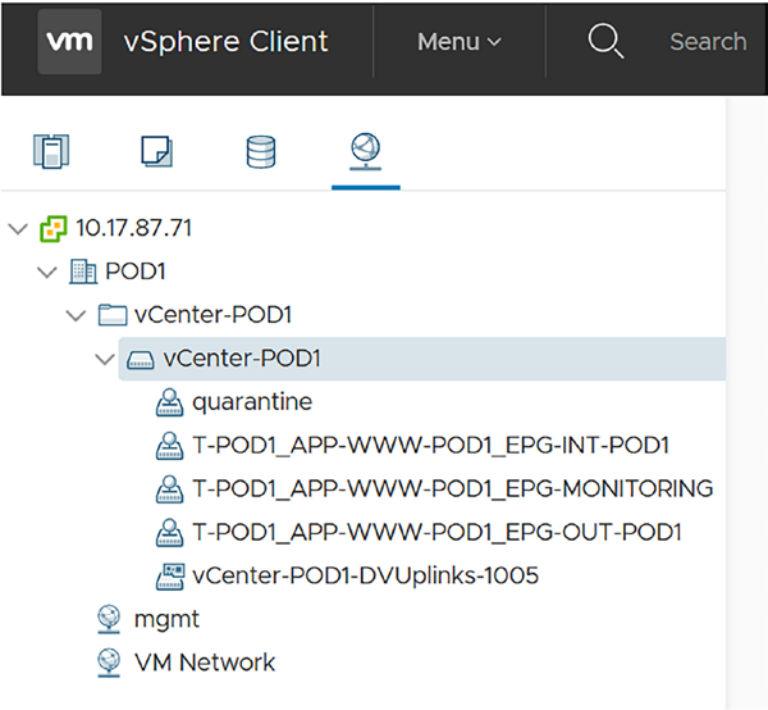 vm vSphere Client Menu Search
10.17.87.71
POD1
vCenter-POD1
vCenter-POD1
quarantine
T-POD1_APP-WWW-POD1_EPG-INT-POD1
T-POD1_APP-WWW-POD1_EPG-MONITORING
T-POD1_APP-WWW-POD1_EPG-OUT-POD1
vCenter-POD1-DVUplinks-1005
mgmt
VM Network